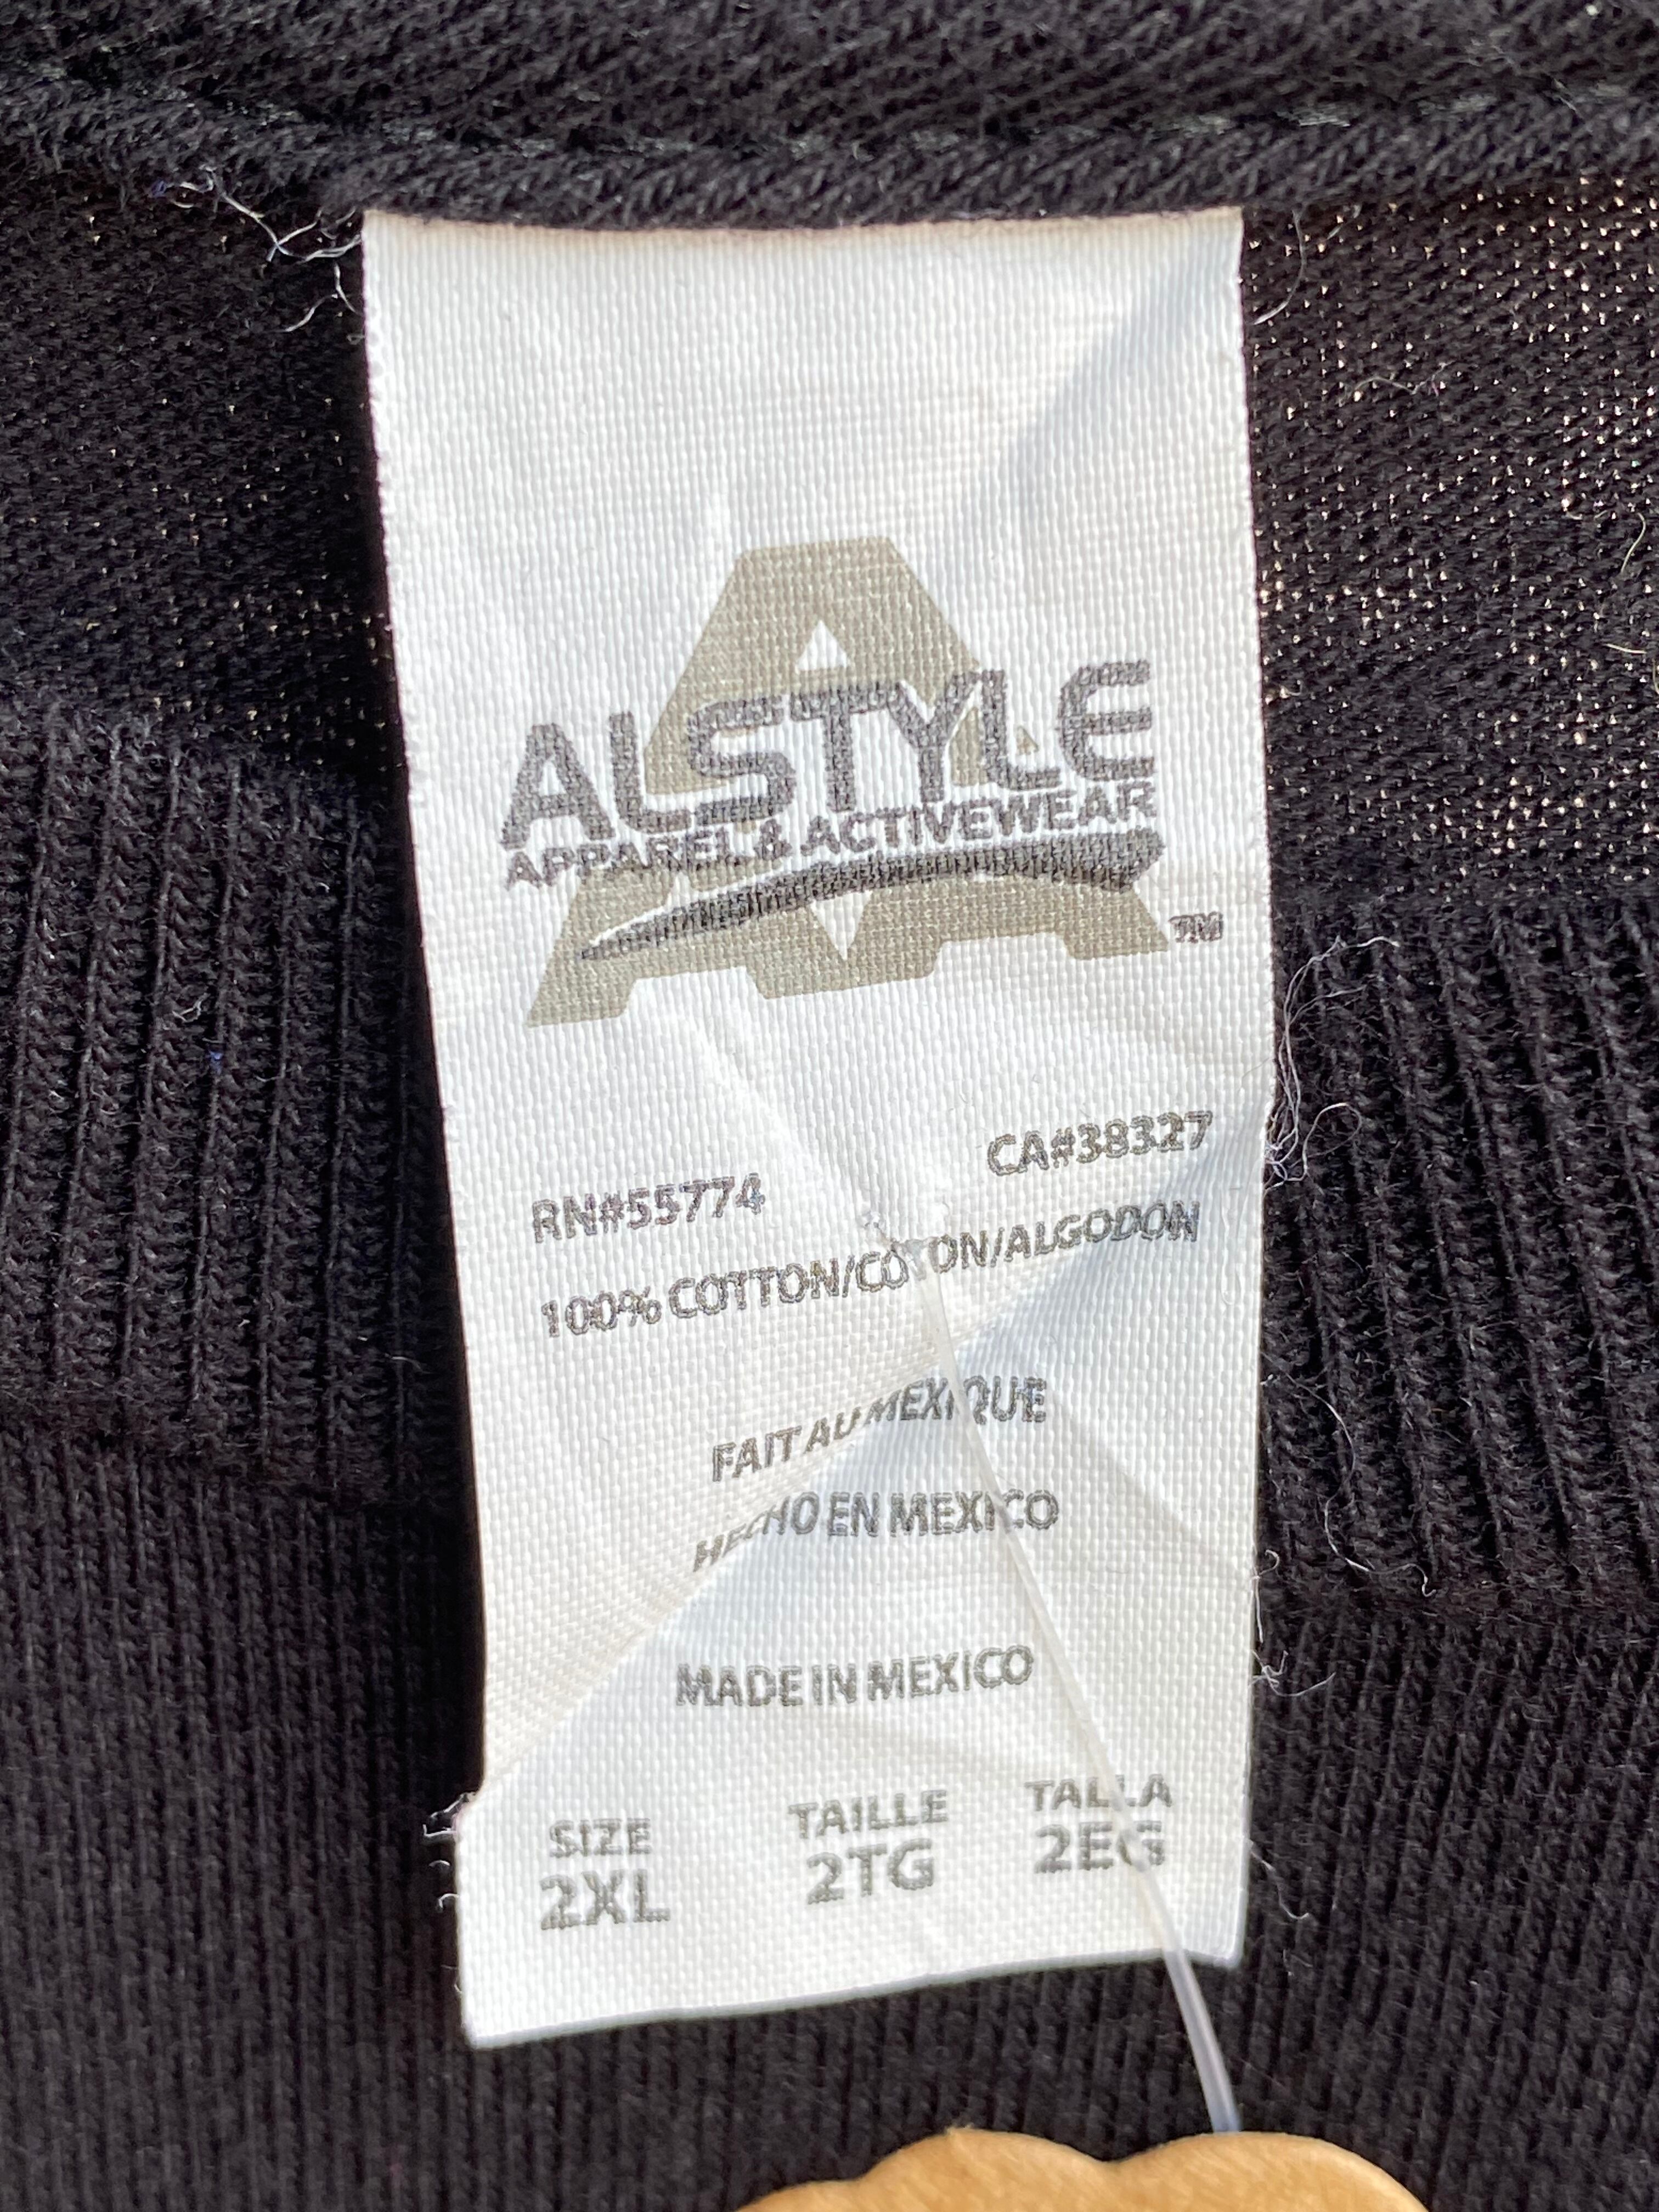 ALSTYLE
APPAREL & ACTIVEWEAR
TM
RN#55774 CA#38327
100% COTTON/COTON/ALGODON
FAIT AU MEXIQUE
HECHO EN MEXICO
MADE IN MEXICO
SIZE TAILLE TALLA
2XL 2TG 2EG